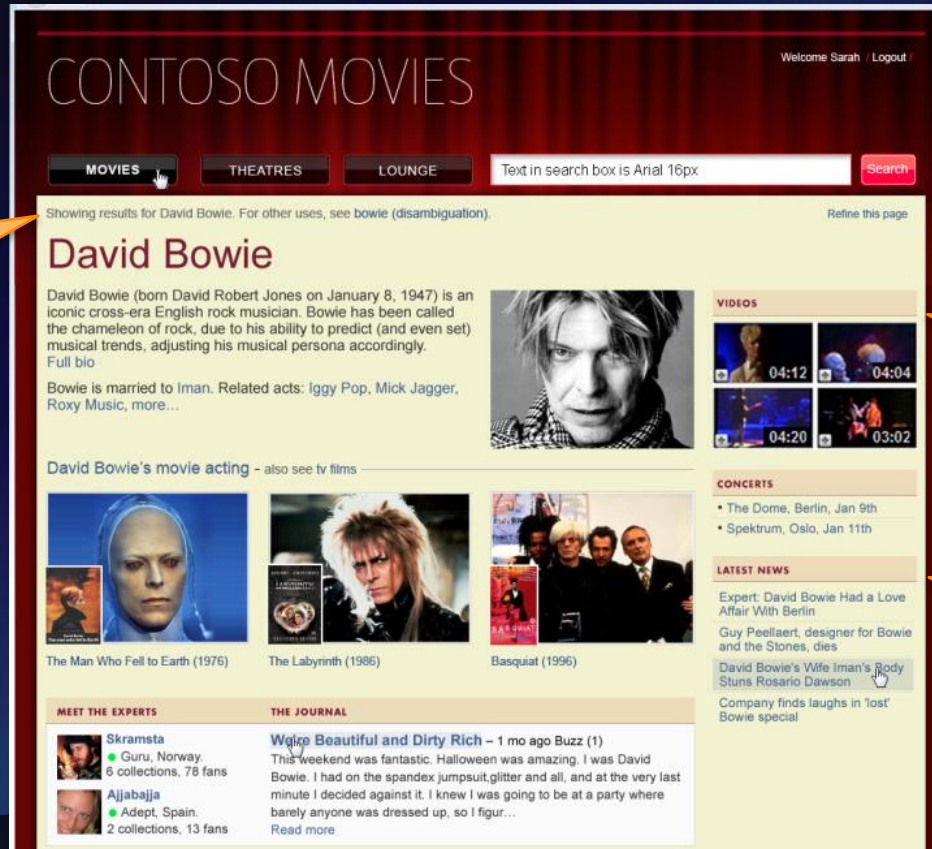 CONTOSO MOVIES
Welcome Sarah / Logout /
MOVIES
THEATRES
LOUNGE
Text in search box is Arial 16px
Search
Showing results for David Bowie. For other uses, see bowie (disambiguation).
Refine this page
David Bowie
David Bowie (born David Robert Jones on January 8, 1947) is an
iconic cross-era English rock musician. Bowie has been called
the chameleon of rock, due to his ability to predict (and even set)
musical trends, adjusting his musical persona accordingly.
Full bio
Bowie is married to Iman. Related acts: Iggy Pop, Mick Jagger,
Roxy Music, more…
VIDEOS
04:12
04:04
04:20
03:02
David Bowie's movie acting - also see tv films
The Man Who Fell to Earth (1976)
The Labyrinth (1986)
BASQUIAT
Basquiat (1996)
CONCERTS
• The Dome, Berlin, Jan 9th
• Spektrum, Oslo, Jan 11th
LATEST NEWS
Expert: David Bowie Had a Love
Affair With Berlin
Guy Peellaert, designer for Bowie
and the Stones, dies
David Bowie's Wife Iman's Body
Stuns Rosario Dawson
Company finds laughs in 'lost'
Bowie special
MEET THE EXPERTS
Skramsta
Guru, Norway.
6 collections, 78 fans
Ajjabajja
Adept, Spain.
2 collections, 13 fans
THE JOURNAL
We're Beautiful and Dirty Rich – 1 mo ago Buzz (1)
This weekend was fantastic. Halloween was amazing. I was David
Bowie. I had on the spandex jumpsuit,glitter and all, and at the very last
minute I decided against it. I knew I was going to be at a party where
barely anyone was dressed up, so I figur…
Read more